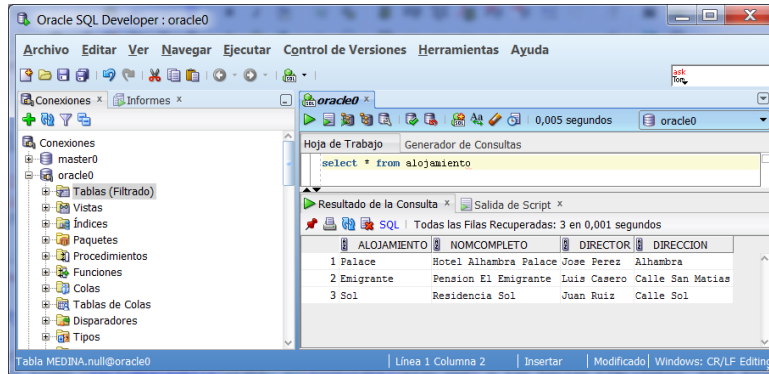 Oracle SQL Developer : oracle0
Archivo Editar Ver Navegar Ejecutar Control de Versiones Herramientas Ayuda
ask
Tom
Conexiones x Informes x
oracle0 x
0,005 segundos oracle0
Conexiones
master0
oracle0
Tablas (Filtrado)
Vistas
Índices
Paquetes
Procedimientos
Funciones
Colas
Tablas de Colas
Disparadores
Tipos
Hoja de Trabajo Generador de Consultas
select * from alojamiento
Resultado de la Consulta x Salida de Script x
SQL | Todas las Filas Recuperadas: 3 en 0,001 segundos
ALOJAMIENTO NOMCOMPLETO DIRECTOR DIRECCION
1 Palace Hotel Alhambra Palace Jose Perez Alhambra
2 Emigrante Pension El Emigrante Luis Casero Calle San Matias
3 Sol Residencia Sol Juan Ruiz Calle Sol
Tabla MEDINA.null@oracle0 | Línea 1 Columna 2 | Insertar | Modificado | Windows: CR/LF Editing